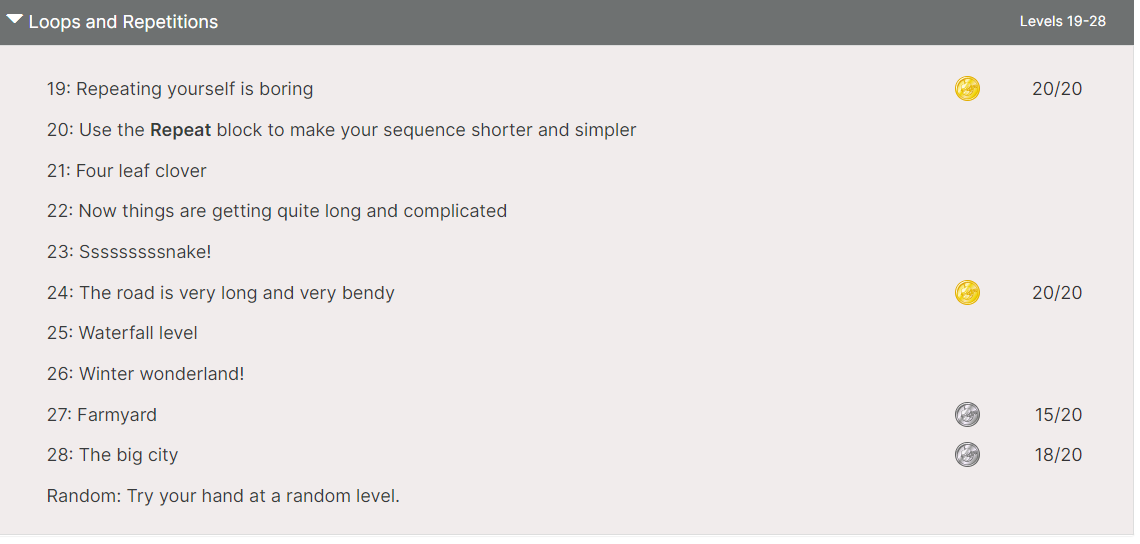 Loops and Repetitions Levels 19-28
19: Repeating yourself is boring 20/20
20: Use the Repeat block to make your sequence shorter and simpler
21: Four leaf clover
22: Now things are getting quite long and complicated
23: Sssssssssnake!
24: The road is very long and very bendy 20/20
25: Waterfall level
26: Winter wonderland!
27: Farmyard 15/20
28: The big city 18/20
Random: Try your hand at a random level.